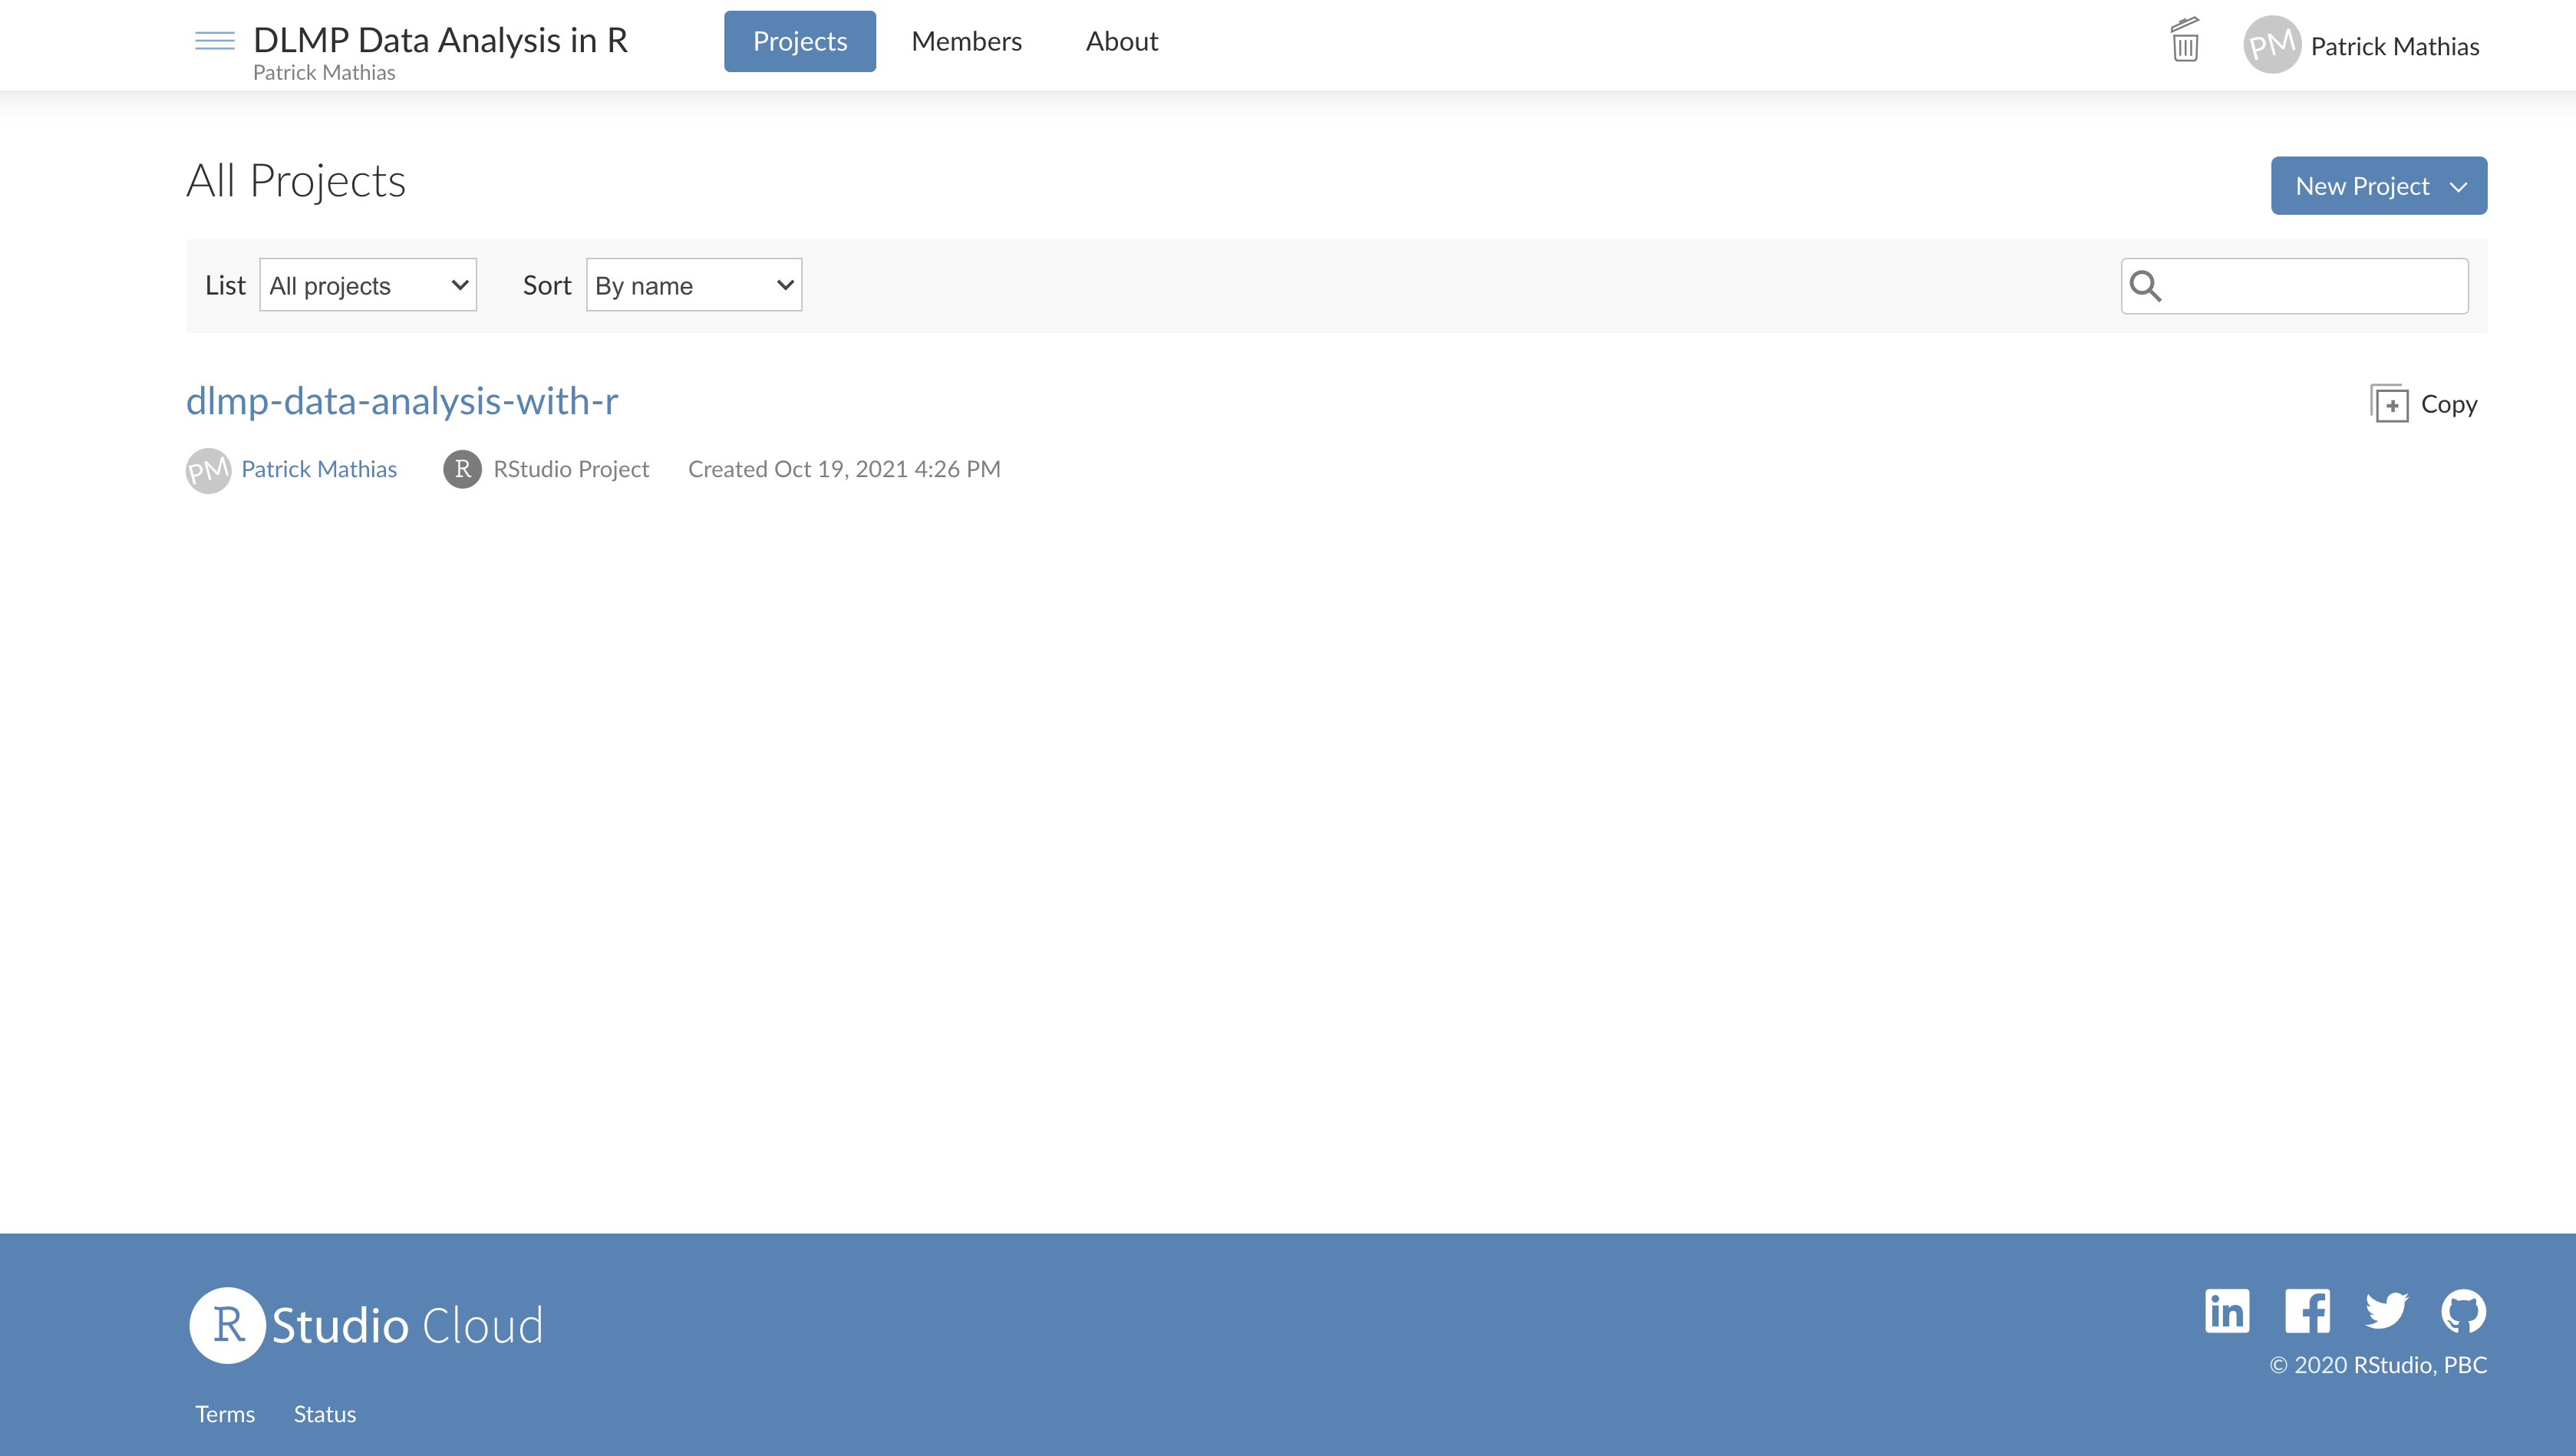 DLMP Data Analysis in R
Patrick Mathias
Projects Members About
PM Patrick Mathias
All Projects
New Project
List All projects Sort By name
dlmp-data-analysis-with-r
Copy
PM Patrick Mathias R RStudio Project Created Oct 19, 2021 4:26 PM
R Studio Cloud
in f
© 2020 RStudio, PBC
Terms Status